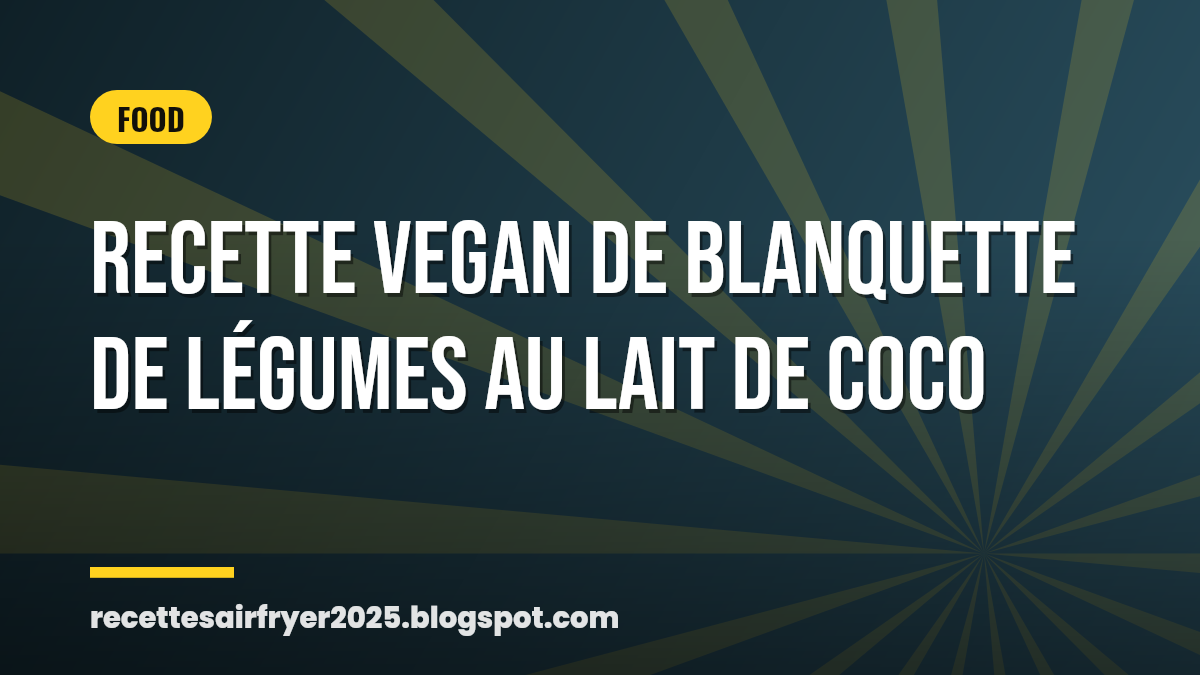 FOOD
RECETTE VEGAN DE BLANQUETTE
DE LÉGUMES AU LAIT DE COCO
recettesairfryer2025.blogspot.com